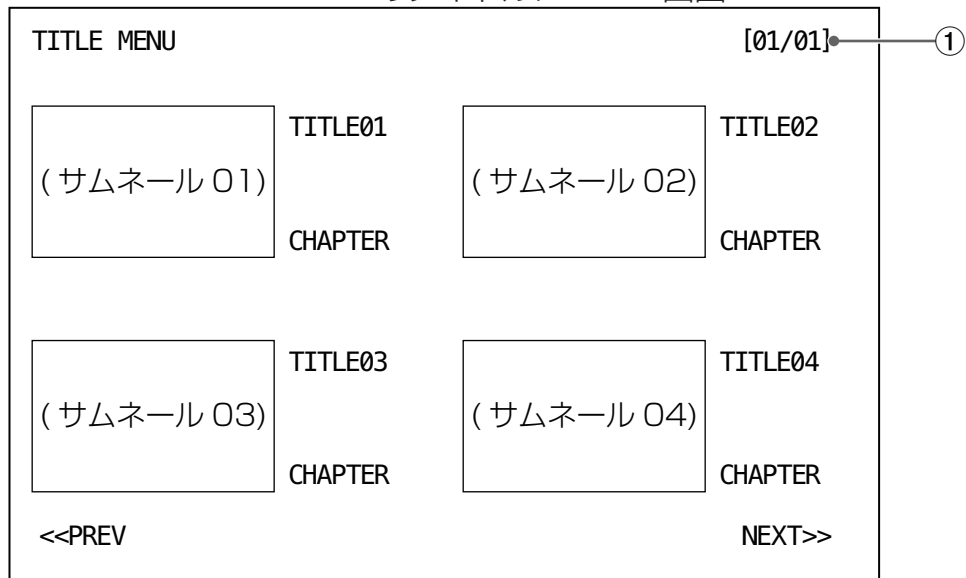 TITLE MENU [01/01] ①
TITLE01 TITLE02
(サムネール 01) (サムネール 02)
CHAPTER CHAPTER
TITLE03 TITLE04
(サムネール 03) (サムネール 04)
CHAPTER CHAPTER
<<PREV NEXT>>